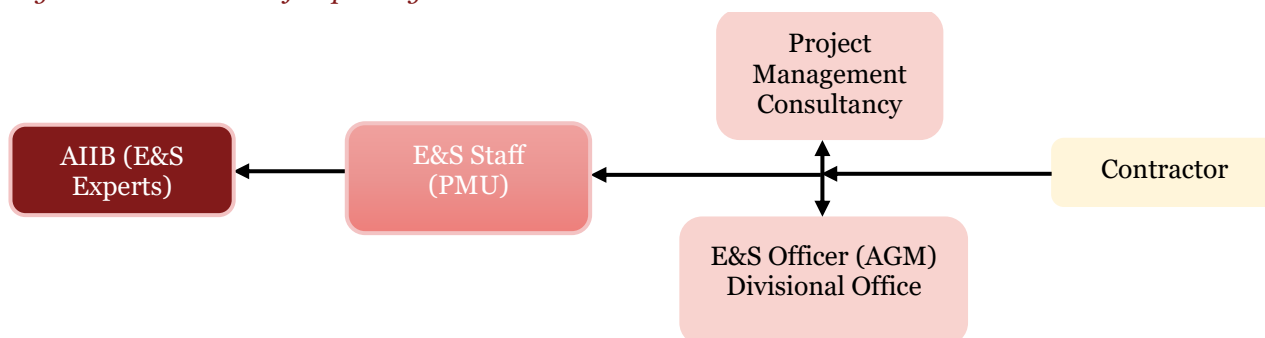 Project
Management
Consultancy
AIIB (E&S
Experts)
E&S Staff
(PMU)
Contractor
E&S Officer (AGM)
Divisional Office